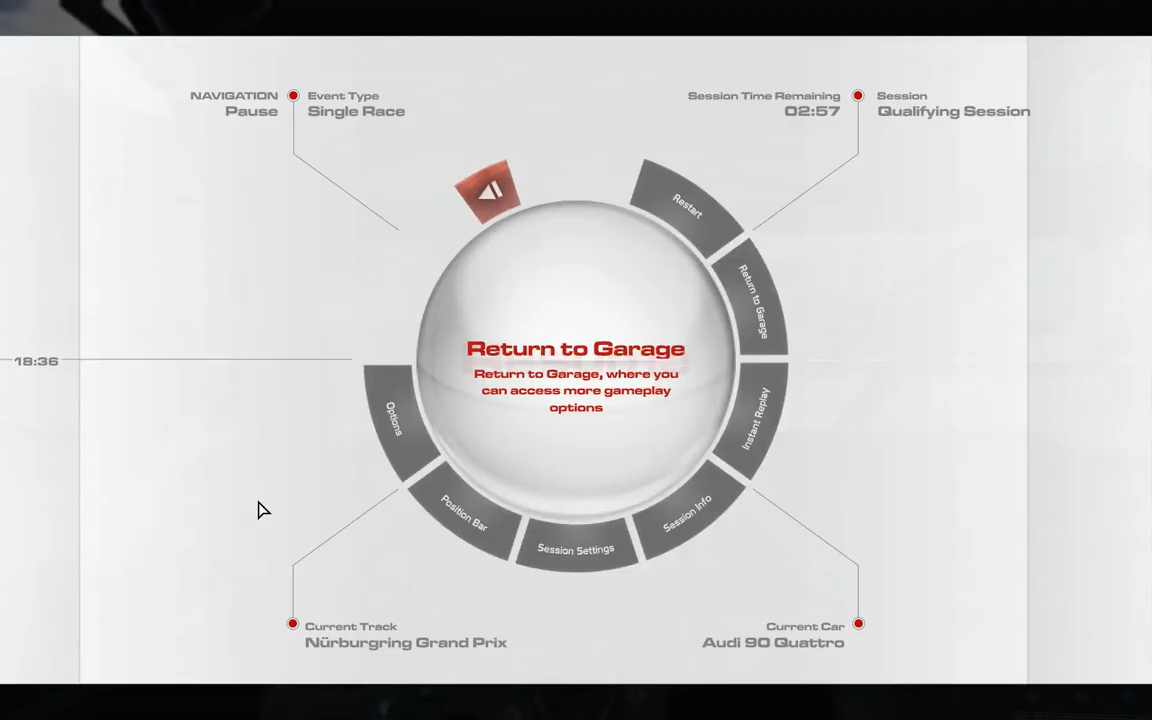 NAVIGATION
Pause
Event Type
Single Race
Session Time Remaining
02:57
Session
Qualifying Session
Restart
Return to Garage
Instant Replay
Session Info
Session Settings
Position Bar
Options
18:36
Return to Garage
Return to Garage, where you
can access more gameplay
options
Current Track
Nürburgring Grand Prix
Current Car
Audi 90 Quattro